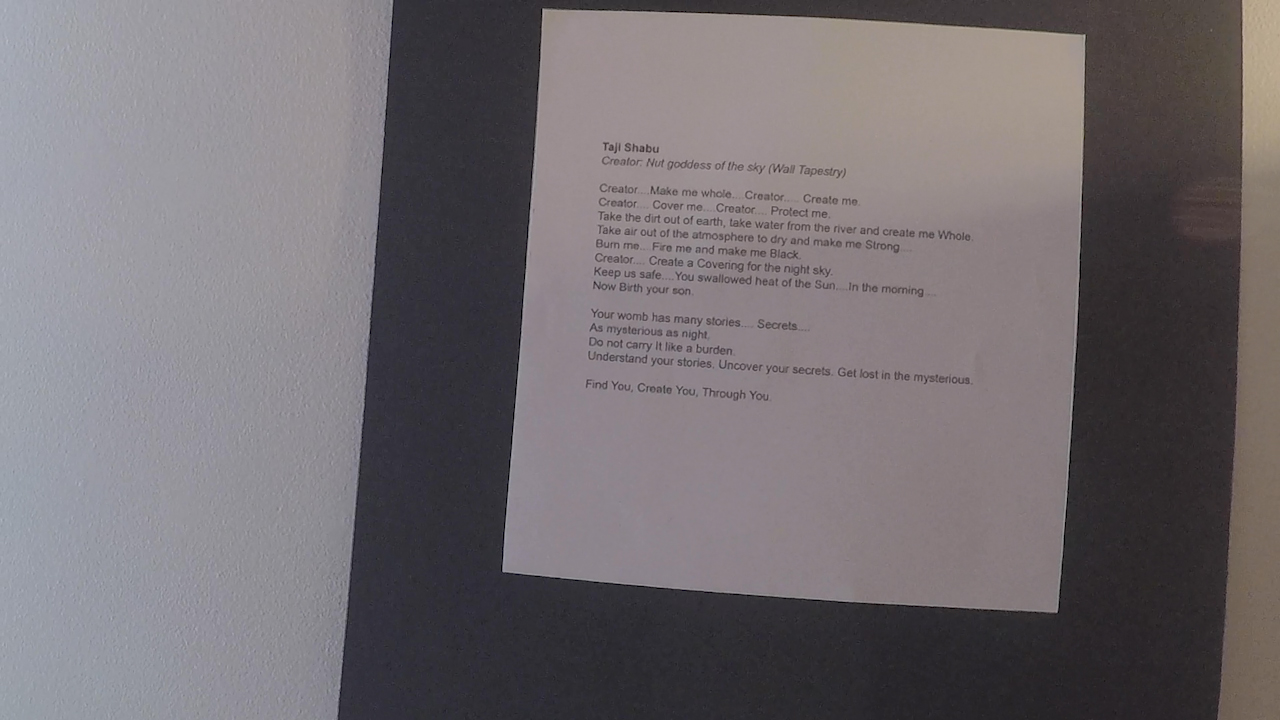 Taji Shabu
Creator: Nut goddess of the sky (Wall Tapestry)
Creator....Make me whole....Creator..... Create me.
Creator.... Cover me....Creator.... Protect me.
Take the dirt out of earth, take water from the river and create me Whole.
Take air out of the atmosphere to dry and make me Strong....
Burn me....Fire me and make me Black.
Creator.... Create a Covering for the night sky.
Keep us safe....You swallowed heat of the Sun....In the morning....
Now Birth your son.
Your womb has many stories.... Secrets....
As mysterious as night.
Do not carry It like a burden.
Understand your stories. Uncover your secrets. Get lost in the mysterious.
Find You, Create You, Through You.